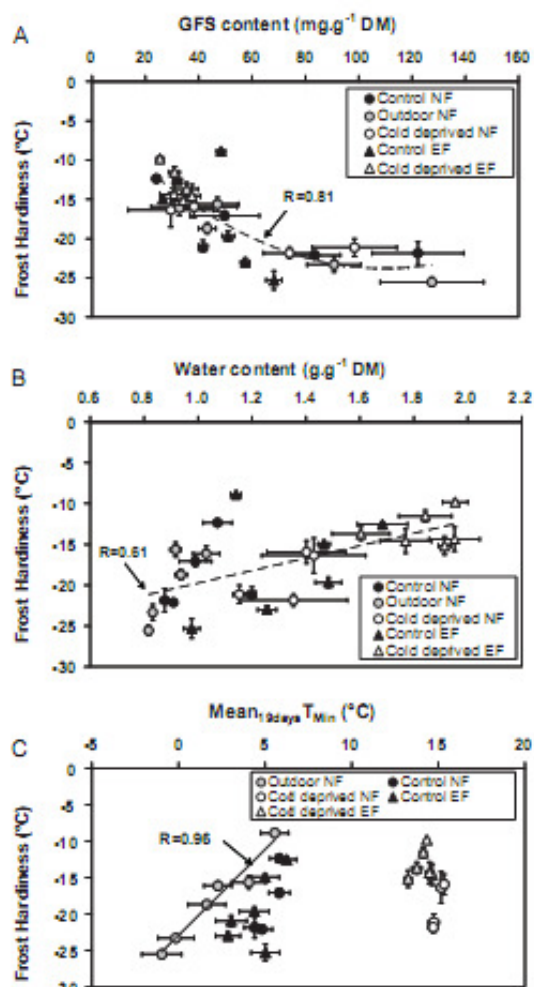 A
GFS content (mg.g⁻¹ DM)
0 20 40 60 80 100 120 140 160
Frost Hardiness (°C)
0
-5
-10
-15
-20
-25
-30
Control NF
Outdoor NF
Cold deprived NF
Control EF
Cold deprived EF
R=0.81
B
Water content (g.g⁻¹ DM)
0.6 0.8 1.0 1.2 1.4 1.6 1.8 2.0 2.2
Frost Hardiness (°C)
0
-5
-10
-15
-20
-25
-30
R=0.61
Control NF
Outdoor NF
Cold deprived NF
Control EF
Cold deprived EF
C
Mean19days TMin (°C)
-5 0 5 10 15 20
Frost Hardiness (°C)
0
-5
-10
-15
-20
-25
-30
Outdoor NF Control NF
Cold deprived NF Control EF
Cold deprived EF
R=0.96